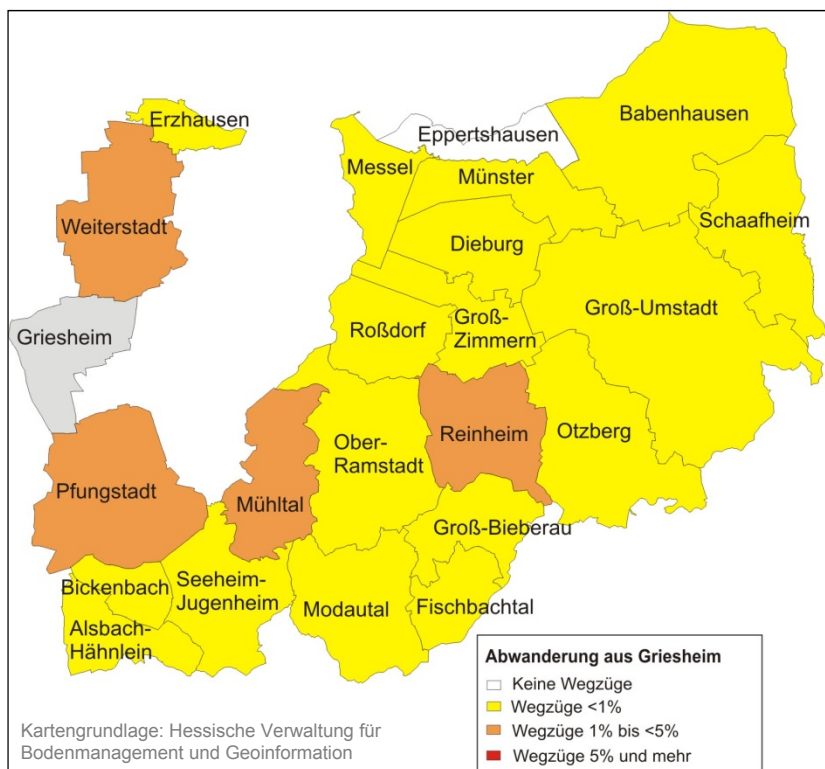 Babenhausen
Erzhausen
Eppertshausen
Messel
Münster
Schaafheim
Weiterstadt
Dieburg
Groß-Umstadt
Griesheim
Roßdorf
Groß-
Zimmern
Ober-
Ramstadt
Reinheim
Otzberg
Pfungstadt
Mühltal
Groß-Bieberau
Bickenbach
Seeheim-
Jugenheim
Modautal
Fischbachtal
Alsbach-
Hähnlein
Abwanderung aus Griesheim
Keine Wegzüge
Wegzüge <1%
Wegzüge 1% bis <5%
Wegzüge 5% und mehr
Kartengrundlage: Hessische Verwaltung für
Bodenmanagement und Geoinformation